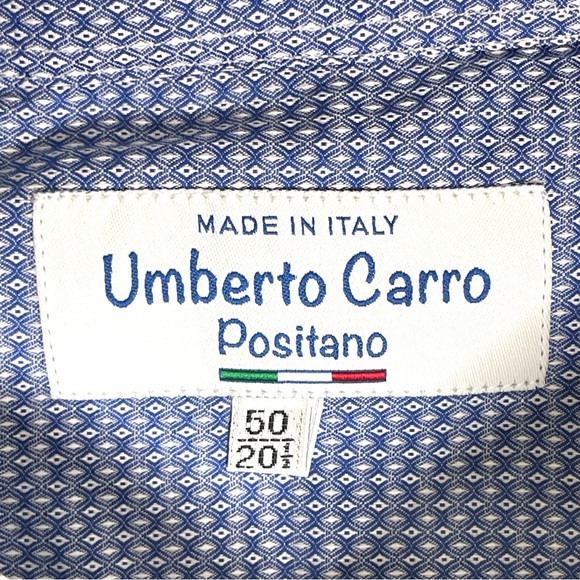 MADE IN ITALY
Umberto Carro
Positano
50
20½